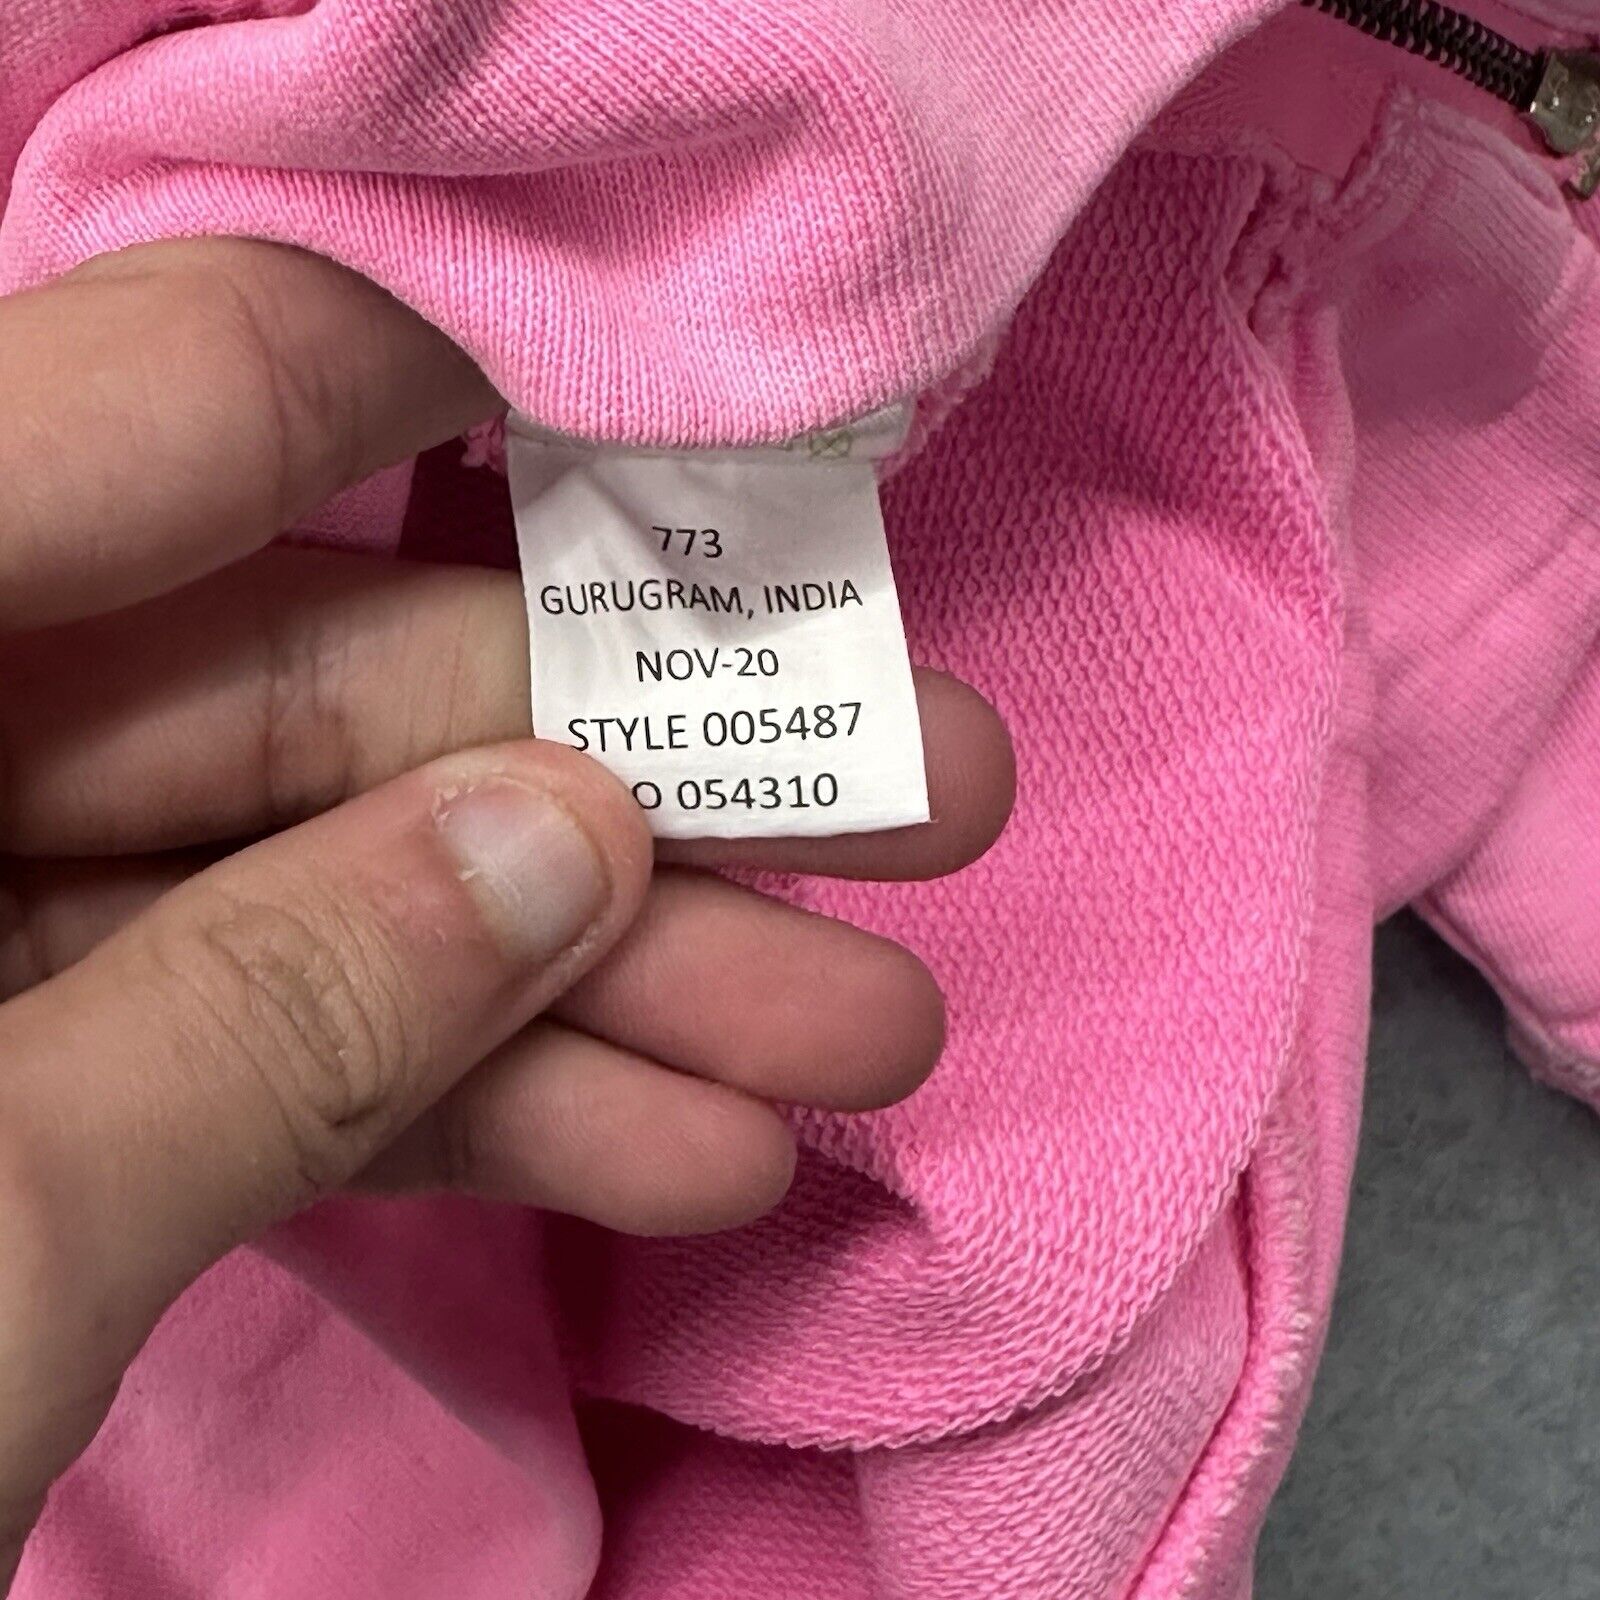 773
GURUGRAM, INDIA
NOV-20
STYLE 005487
O 054310